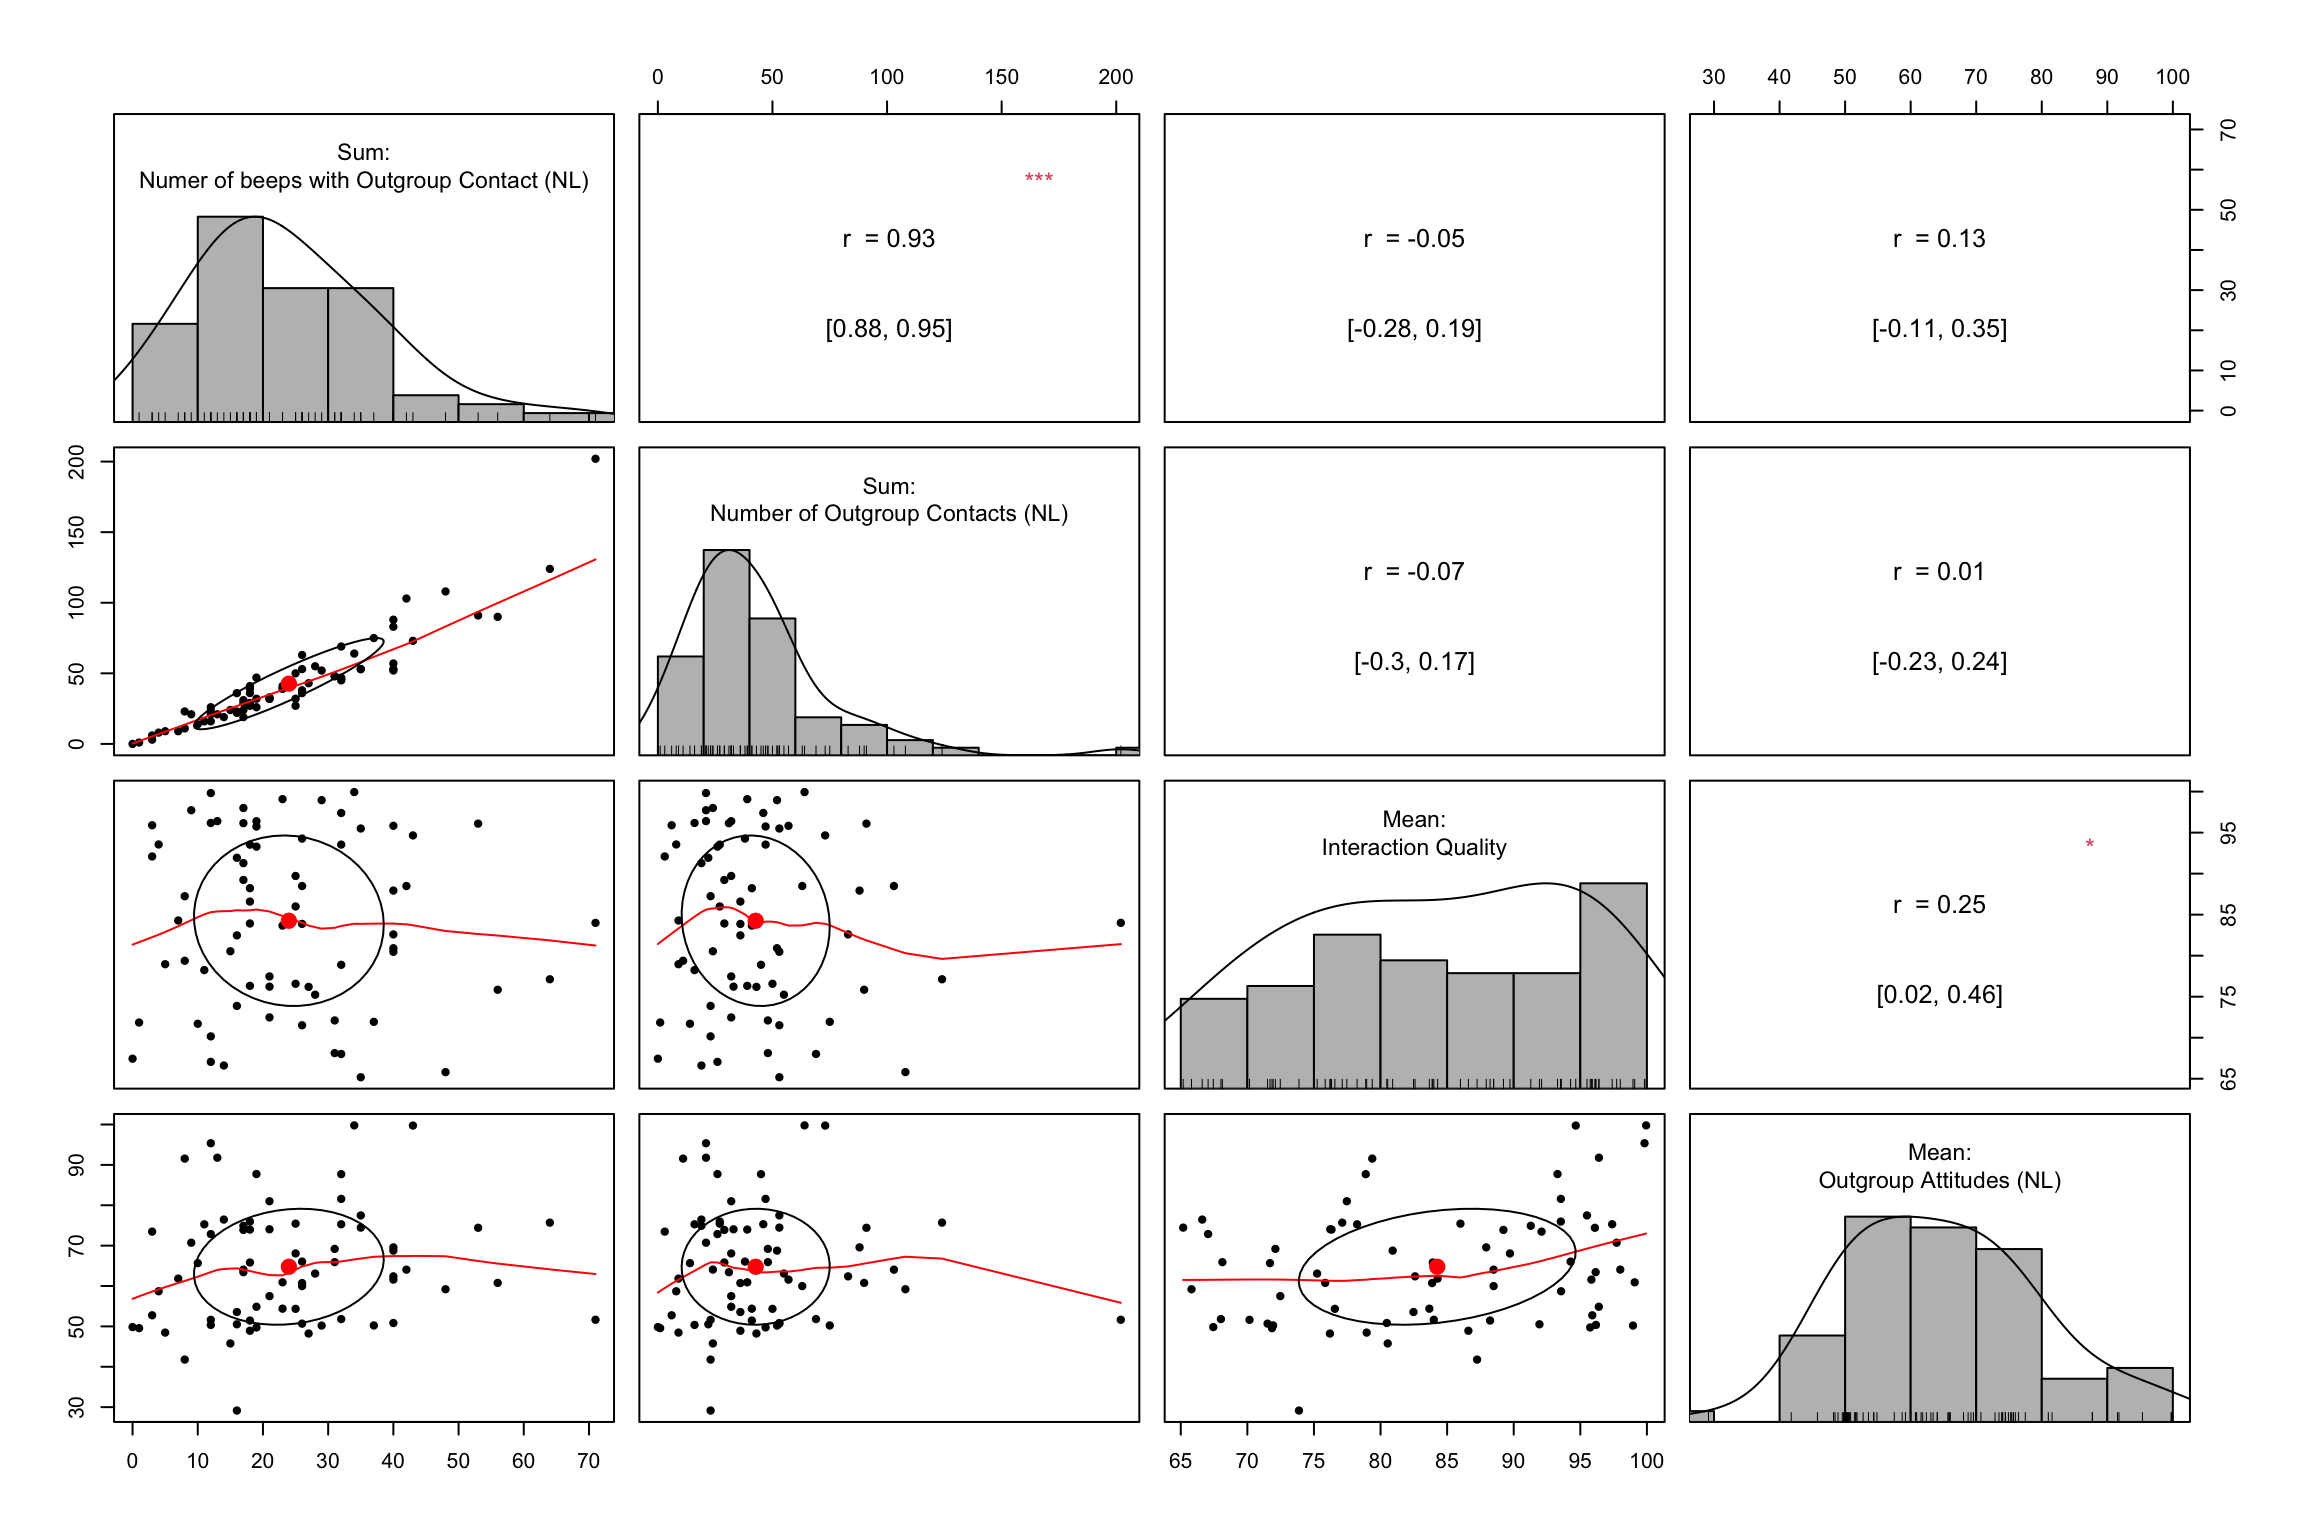 0 50 100 150 200
30 40 50 60 70 80 90 100
Sum:
Numer of beeps with Outgroup Contact (NL)
***
r = 0.93
[0.88, 0.95]
r = -0.05
[-0.28, 0.19]
r = 0.13
[-0.11, 0.35]
0 10 30 50 70
0 50 100 150 200
Sum:
Number of Outgroup Contacts (NL)
r = -0.07
[-0.3, 0.17]
r = 0.01
[-0.23, 0.24]
Mean:
Interaction Quality
*
r = 0.25
[0.02, 0.46]
65 75 85 95
30 50 70 90
Mean:
Outgroup Attitudes (NL)
0 10 20 30 40 50 60 70
65 70 75 80 85 90 95 100